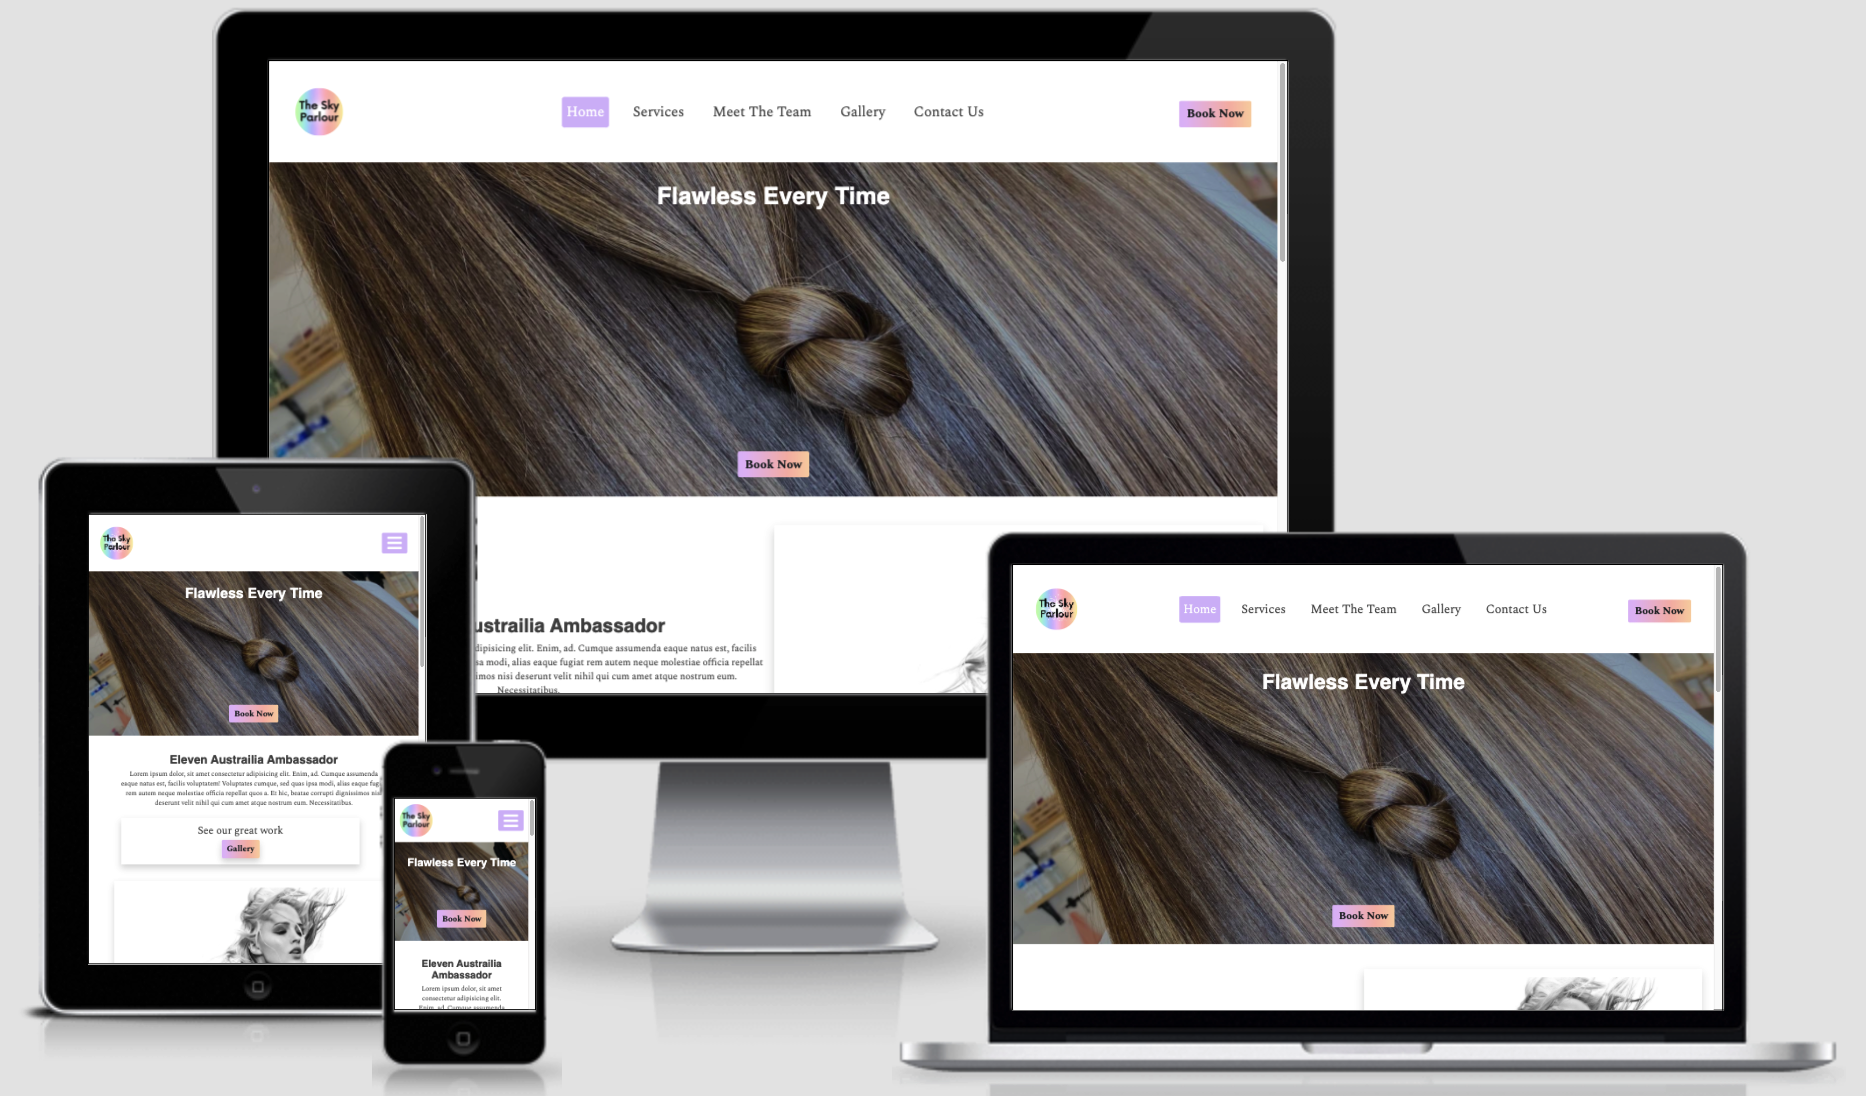 The Sky
Parlour
Home
Services
Meet The Team
Gallery
Contact Us
Book Now
Flawless Every Time
Book Now
ustrailia Ambassador
dipisicing elit. Enim, ad. Cumque assumenda eaque natus est, facilis
sa modi, alias eaque fugiat rem autem neque molestiae officia repellat
imos nisi deserunt velit nihil qui cum amet atque nostrum eum.
Necessitatibus.
The Sky
Parlour
Flawless Every Time
Book Now
Eleven Austrailia Ambassador
Lorem ipsum dolor, sit amet consectetur adipisicing elit. Enim, ad. Cumque assumenda
eaque natus est, facilis voluptatem! Voluptates cumque, sed quas ipsa modi, alias eaque fug
rem autem neque molestiae officia repellat quos a. Et hic, beatae corrupti dignissimos nisi
deserunt velit nihil qui cum amet atque nostrum eum. Necessitatibus.
See our great work
Gallery
The Sky
Parlour
Flawless Every Time
Book Now
Eleven Austrailia
Ambassador
Lorem ipsum dolor, sit amet
consectetur adipisicing elit.
Enim, ad. Cumque assumenda
The Sky
Parlour
Home
Services
Meet The Team
Gallery
Contact Us
Book Now
Flawless Every Time
Book Now